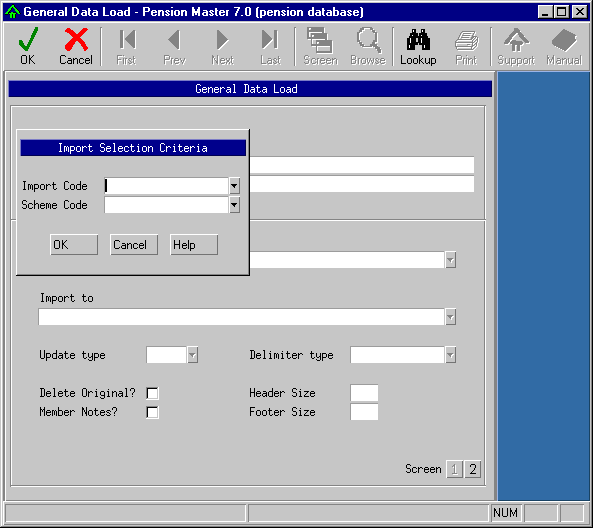 General Data Load - Pension Master 7.0 (pension database)
OK Cancel First Prev Next Last Screen Browse Lookup Print Support Manual
General Data Load
Import Selection Criteria
Import Code
Scheme Code
OK Cancel Help
Import to
Update type Delimiter type
Delete Original? Header Size
Member Notes? Footer Size
Screen 1 2
NUM